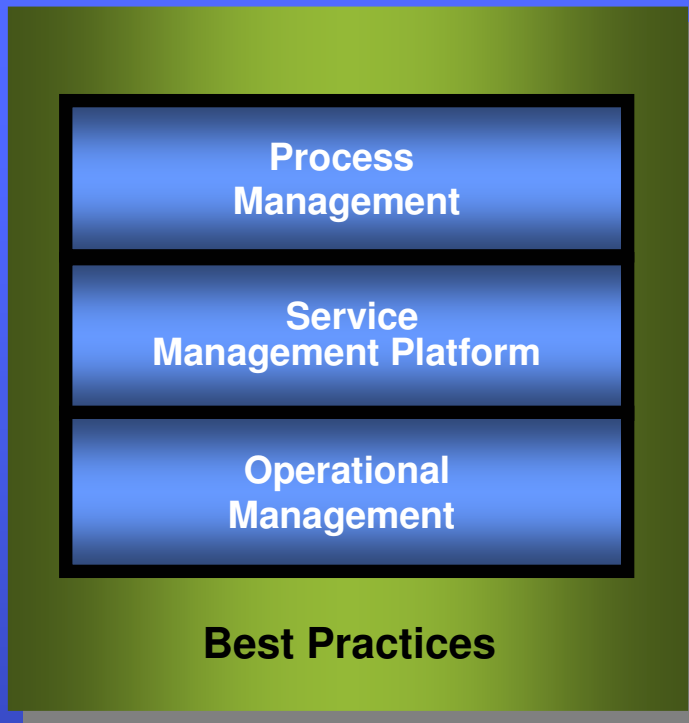 Process
Management
Service
Management Platform
Operational
Management
Best Practices